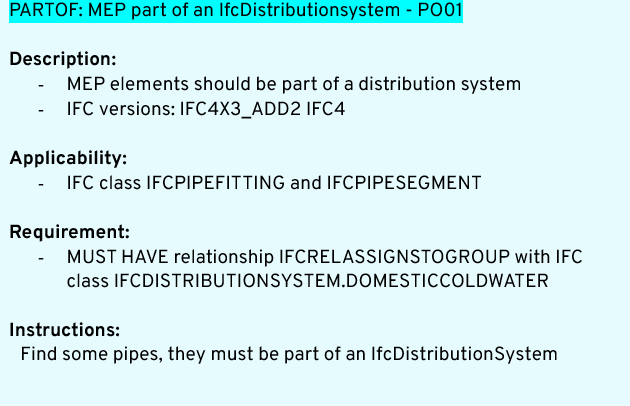 PARTOF: MEP part of an IfcDistributionsystem - PO01
Description:
- MEP elements should be part of a distribution system
- IFC versions: IFC4X3_ADD2 IFC4
Applicability:
- IFC class IFCPIPEFITTING and IFCPIPESEGMENT
Requirement:
- MUST HAVE relationship IFCRELASSIGNSTOGROUP with IFC
class IFCDISTRIBUTIONSYSTEM.DOMESTICCOLDWATER
Instructions:
Find some pipes, they must be part of an IfcDistributionSystem